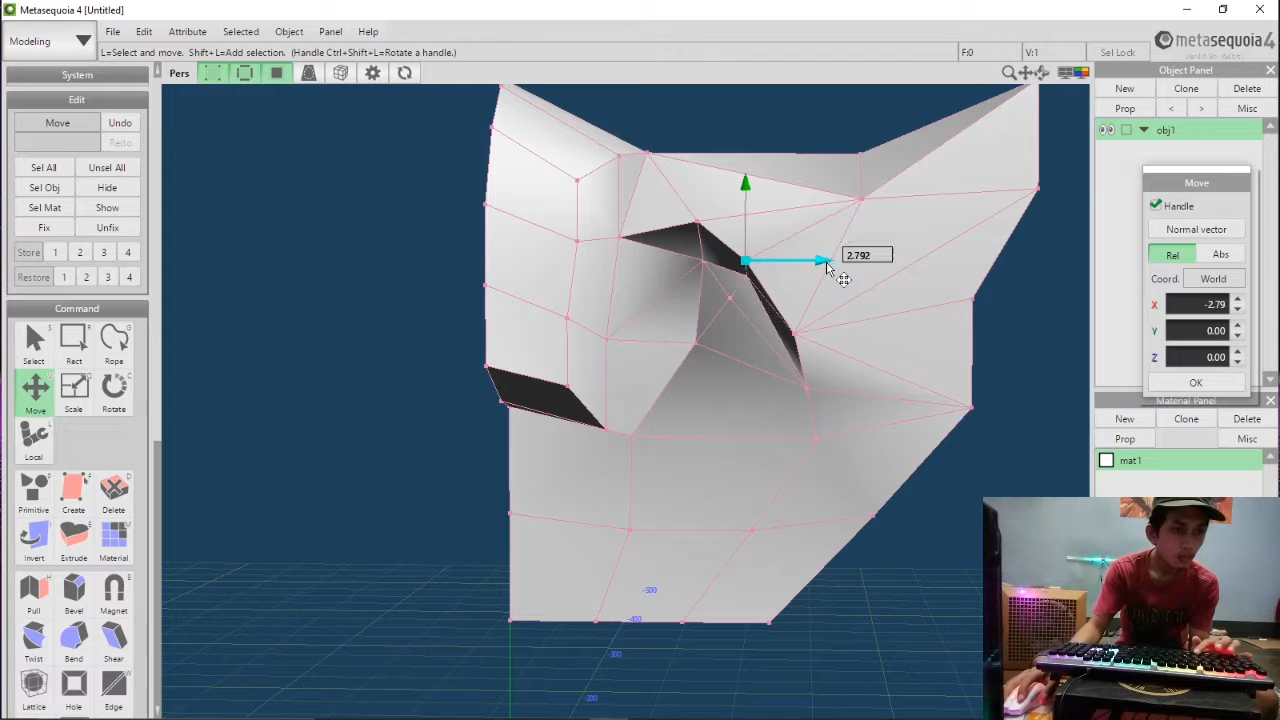 Metasequoia 4 [Untitled]
Modeling
File Edit Attribute Selected Object Panel Help
L=Select and move. Shift+L=Add selection. (Handle Ctrl+Shift+L=Rotate a handle.)
F:0
V:1
Sel Lock
metasequoia4
System
Pers
Object Panel
Edit
New Clone Delete
Move Undo
Prop < > Misc
Redo
obj1
Sel All Unsel All
Sel Obj Hide
Move
Sel Mat Show
Handle
Fix Unfix
Normal vector
Store 1 2 3 4
Rel Abs
2.792
Restore 1 2 3 4
Coord. World
Command
X -2.79
Y 0.00
Select Rect Rope
Z 0.00
OK
Move Scale Rotate
Material Panel
New Clone Delete
Local
Prop Misc
mat1
Primitive Create Delete
Invert Extrude Material
Pull Bevel Magnet
-500
-400
Twist Bend Shear
-300
-200
Hole Edge